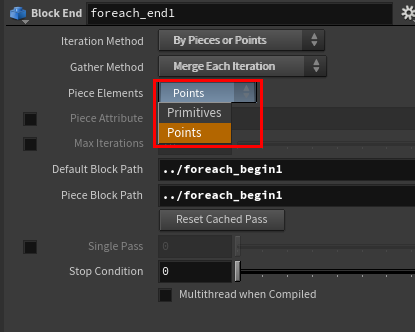 Block End foreach_end1
Iteration Method By Pieces or Points
Gather Method Merge Each Iteration
Piece Elements Points
Primitives
Piece Attribute
Points
Max Iterations
Default Block Path ../foreach_begin1
Piece Block Path ../foreach_begin1
Reset Cached Pass
Single Pass 0
Stop Condition 0
Multithread when Compiled